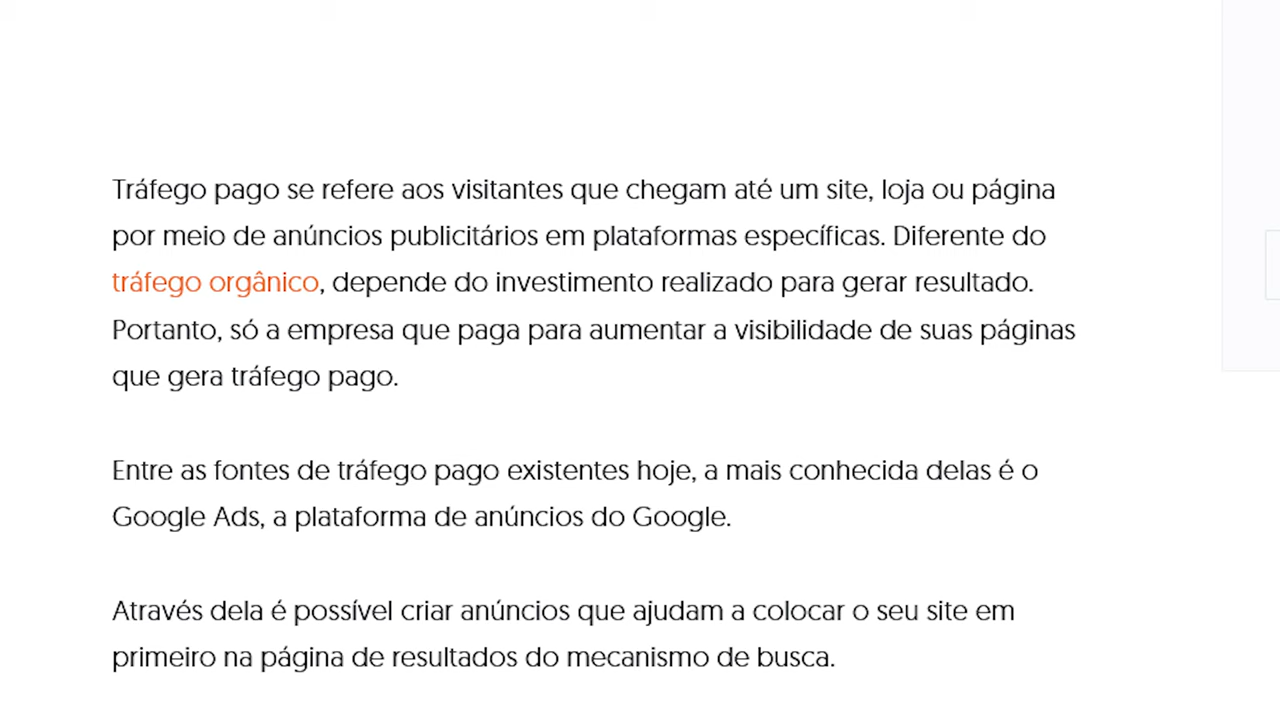 Tráfego pago se refere aos visitantes que chegam até um site, loja ou página
por meio de anúncios publicitários em plataformas específicas. Diferente do
tráfego orgânico, depende do investimento realizado para gerar resultado.
Portanto, só a empresa que paga para aumentar a visibilidade de suas páginas
que gera tráfego pago.
Entre as fontes de tráfego pago existentes hoje, a mais conhecida delas é o
Google Ads, a plataforma de anúncios do Google.
Através dela é possível criar anúncios que ajudam a colocar o seu site em
primeiro na página de resultados do mecanismo de busca.